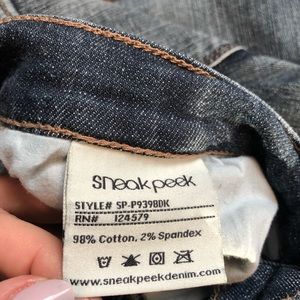 sneak peek
STYLE# SP-P9398DK
RN# 124579
98% Cotton, 2% Spandex
www.sneakpeekdenim.com